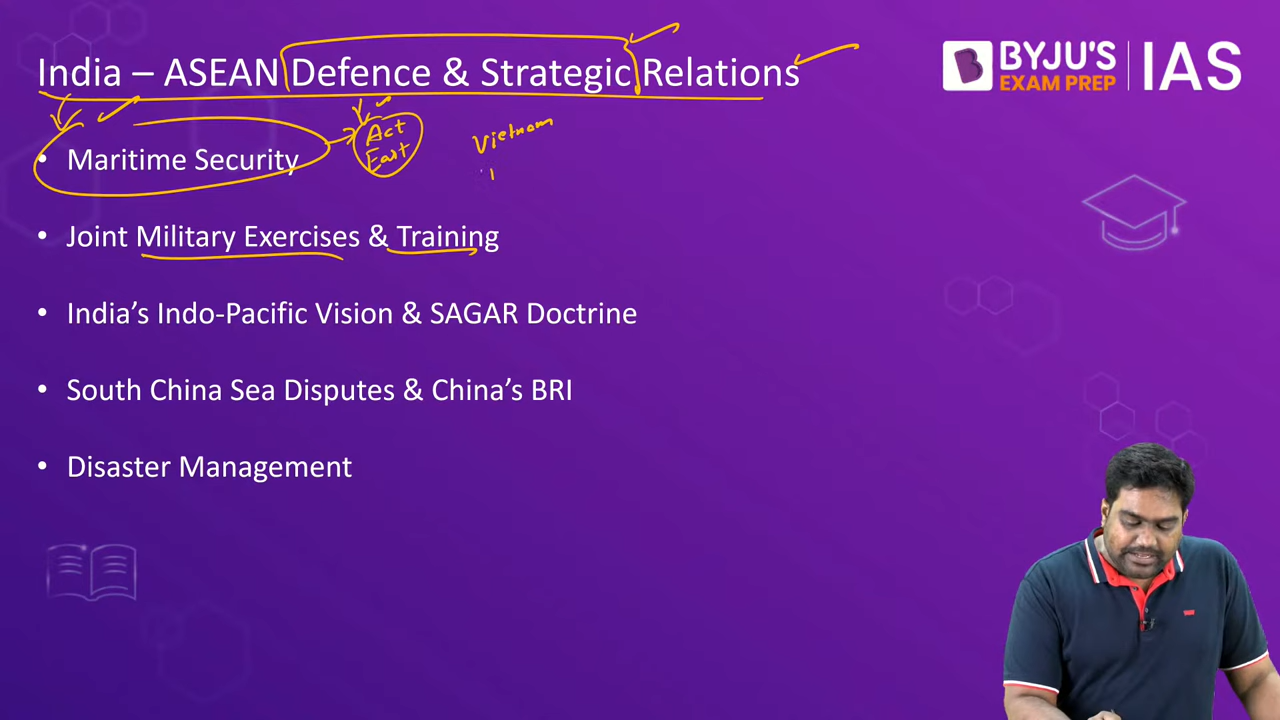 India – ASEAN Defence & Strategic Relations
BYJU'S
EXAM PREP
IAS
• Maritime Security
Act
East
Vietnam
• Joint Military Exercises & Training
• India's Indo-Pacific Vision & SAGAR Doctrine
• South China Sea Disputes & China's BRI
• Disaster Management